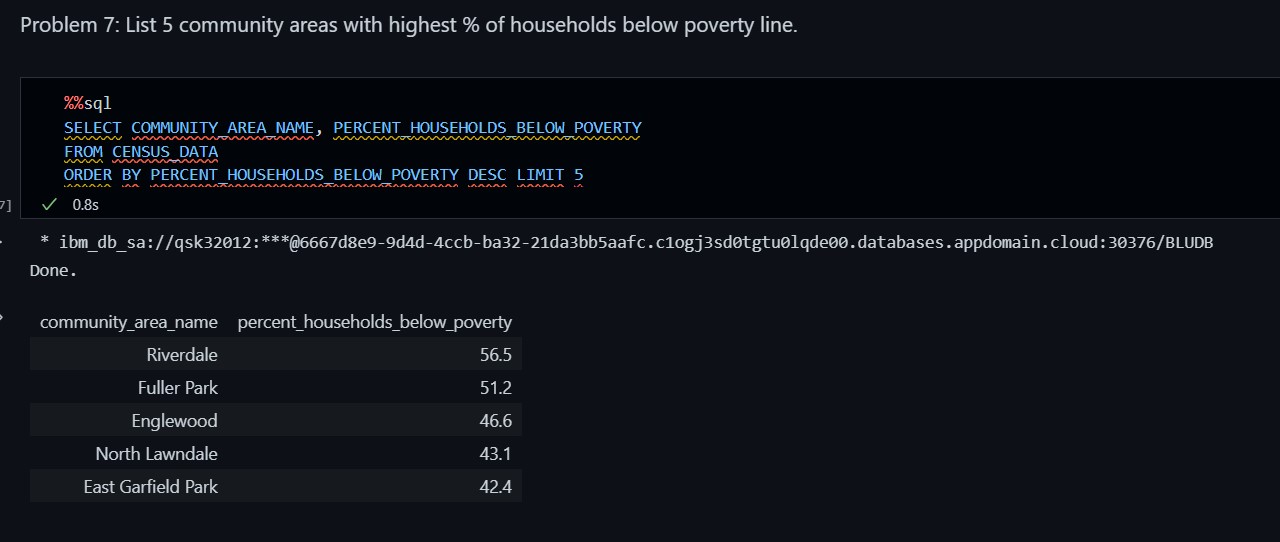 Problem 7: List 5 community areas with highest % of households below poverty line.
%%sql
SELECT COMMUNITY_AREA_NAME, PERCENT_HOUSEHOLDS_BELOW_POVERTY
FROM CENSUS_DATA
ORDER BY PERCENT_HOUSEHOLDS_BELOW_POVERTY DESC LIMIT 5
7] ✓ 0.8s
* ibm_db_sa://qsk32012:***@6667d8e9-9d4d-4ccb-ba32-21da3bb5aafc.c1ogj3sd0tgtu0lqde00.databases.appdomain.cloud:30376/BLUDB
Done.
community_area_name percent_households_below_poverty
Riverdale 56.5
Fuller Park 51.2
Englewood 46.6
North Lawndale 43.1
East Garfield Park 42.4